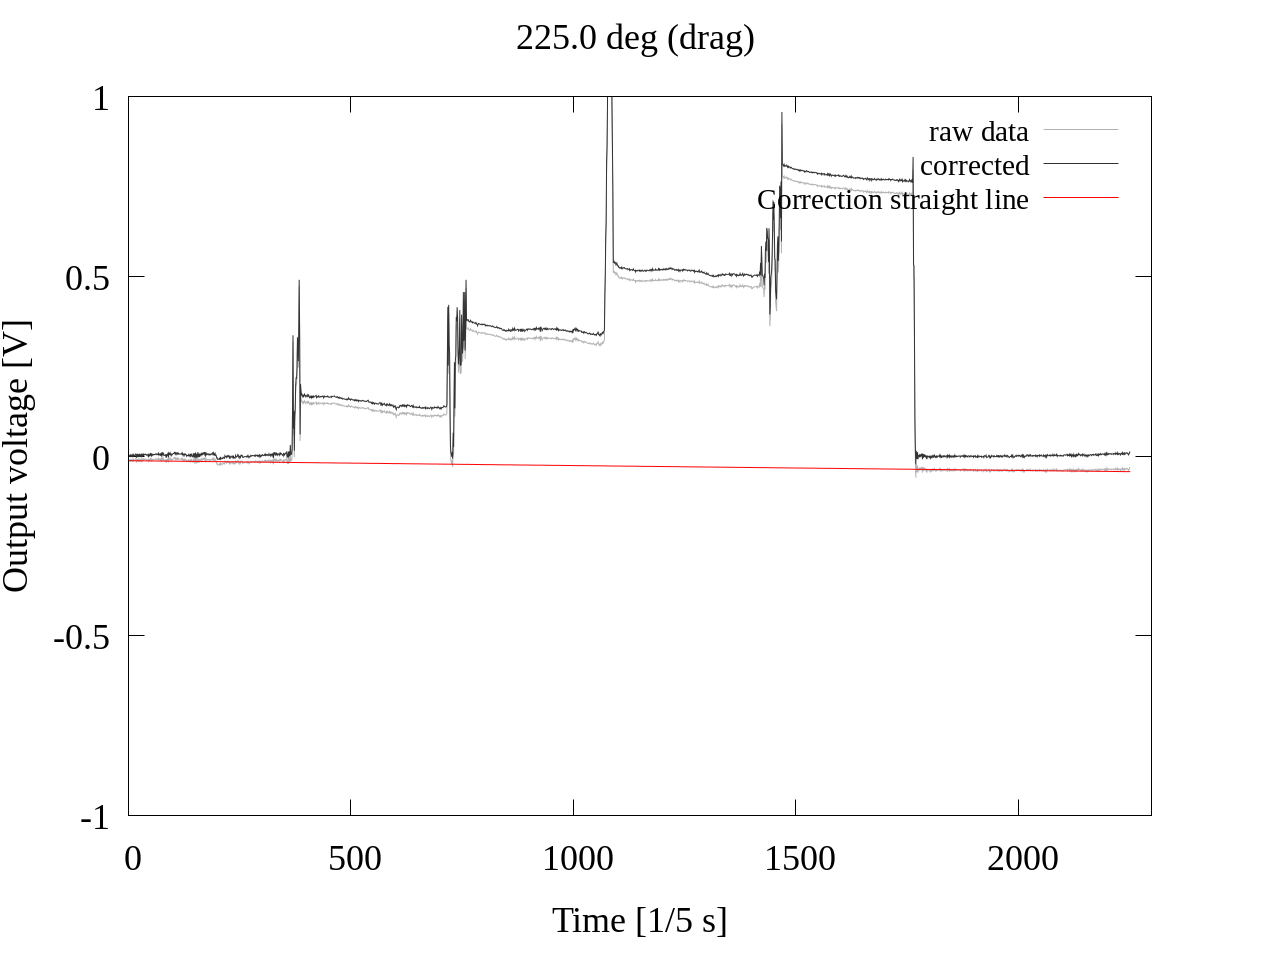 225.0 deg (drag)
1
raw data
corrected
Correction straight line
0.5
0
-0.5
-1
Output voltage [V]
0 500 1000 1500 2000
Time [1/5 s]